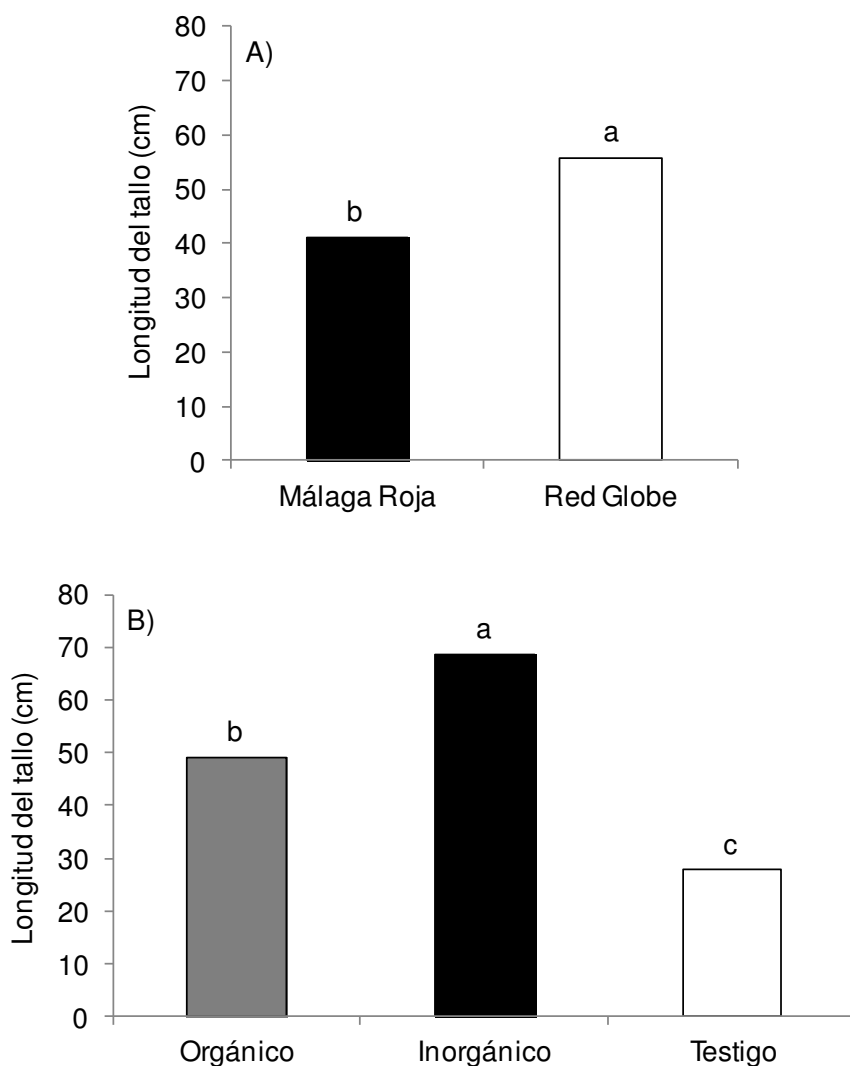 80
A)
70
60
a
50
b
40
30
20
10
0
Longitud del tallo (cm)
Málaga Roja Red Globe
80
B)
70
a
60
50
b
40
30
c
20
10
0
Longitud del tallo (cm)
Orgánico Inorgánico Testigo